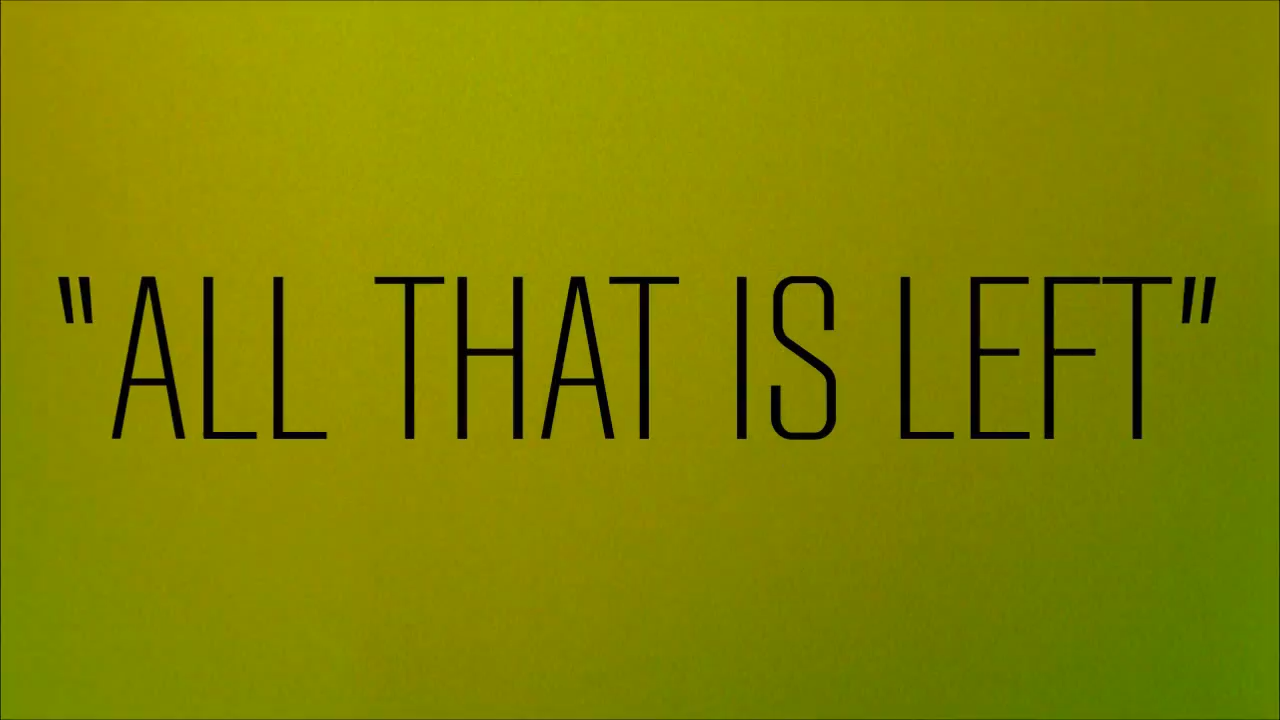 “ALL THAT IS LEFT”